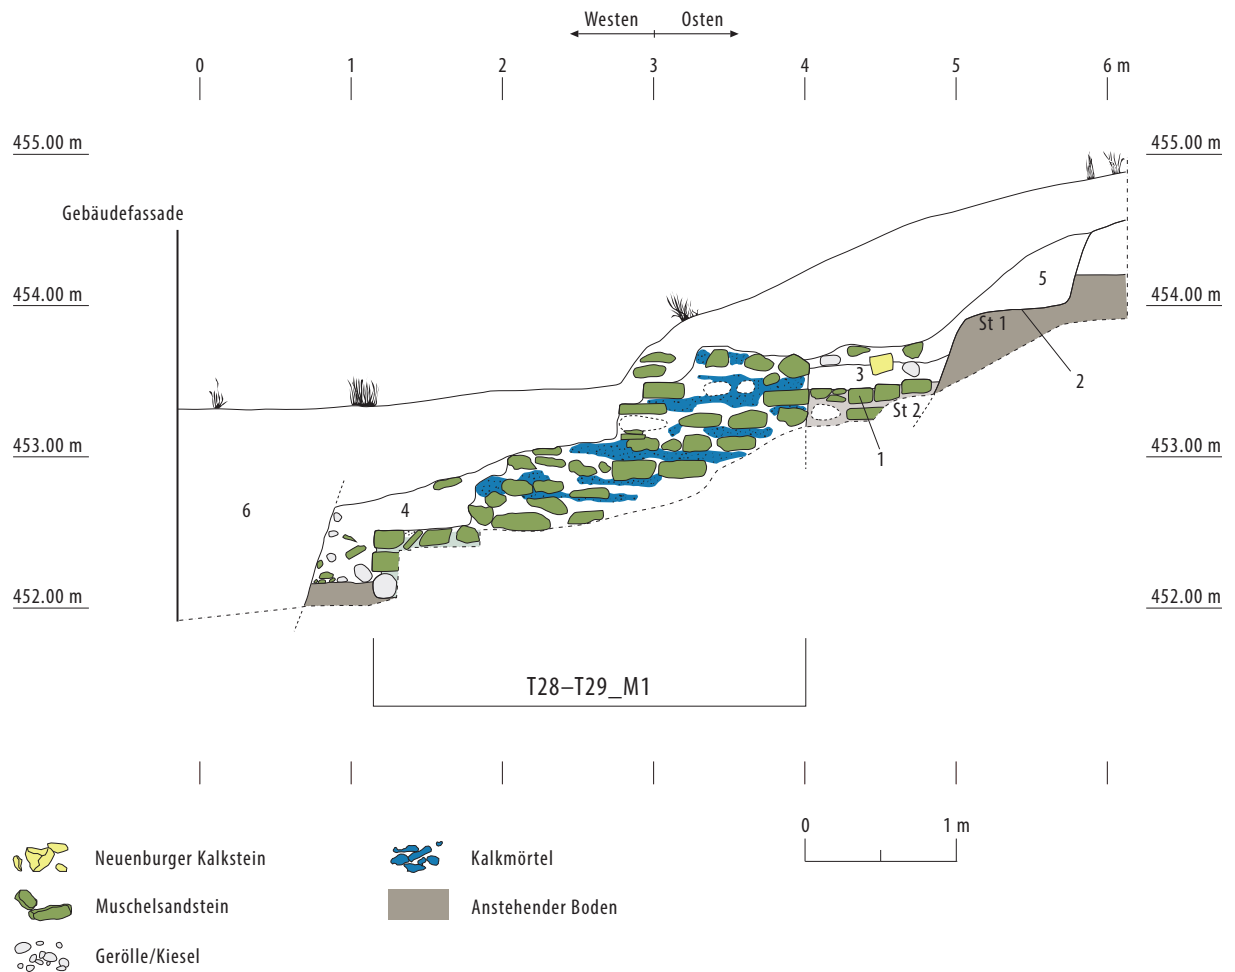 Westen Osten
0 1 2 3 4 5 6 m
455.00 m 455.00 m
Gebäudefassade
454.00 m 454.00 m
5
St 1
2
3
St 2
453.00 m 453.00 m
1
6 4
452.00 m 452.00 m
T28–T29_M1
0 1 m
Neuenburger Kalkstein Kalkmörtel
Muschelsandstein Anstehender Boden
Gerölle/Kiesel